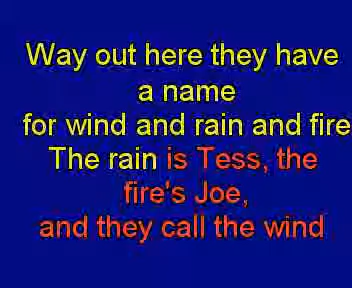 Way out here they have
a name
for wind and rain and fire
The rain is Tess, the
fire's Joe,
and they call the wind